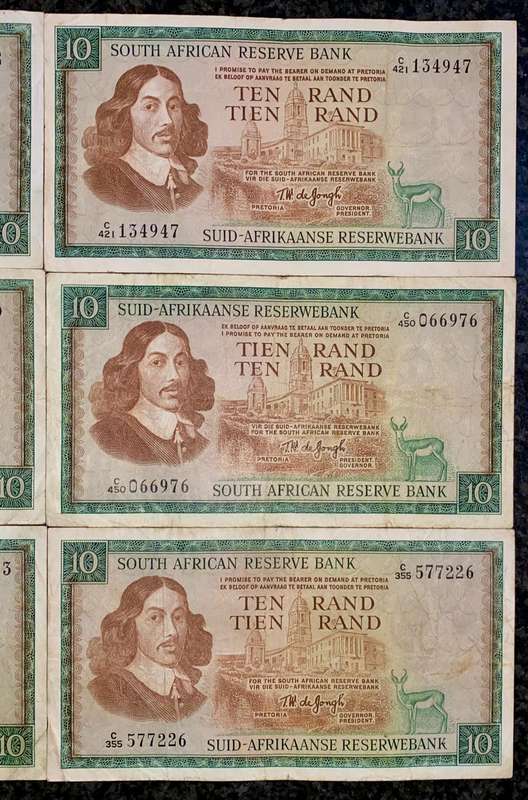 10 SOUTH AFRICAN RESERVE BANK
I PROMISE TO PAY THE BEARER ON DEMAND AT PRETORIA
EK BELOOF OP AANVRAAG TE BETAAL AAN TOONDER TE PRETORIA
C/421 134947
TEN RAND
TIEN RAND
FOR THE SOUTH AFRICAN RESERVE BANK
VIR DIE SUID-AFRIKAANSE RESERWEBANK
T.W. de Jongh
PRETORIA GOVERNOR.
PRESIDENT.
C/421 134947
0 SUID-AFRIKAANSE RESERWEBANK 10
10 SUID-AFRIKAANSE RESERWEBANK
EK BELOOF OP AANVRAAG TE BETAAL AAN TOONDER TE PRETORIA
I PROMISE TO PAY THE BEARER ON DEMAND AT PRETORIA
C/450 066976
TIEN RAND
TEN RAND
VIR DIE SUID-AFRIKAANSE RESERWEBANK
FOR THE SOUTH AFRICAN RESERVE BANK
T.W. de Jongh
PRETORIA PRESIDENT.
GOVERNOR.
C/450 066976
10 SOUTH AFRICAN RESERVE BANK 10
3 10 SOUTH AFRICAN RESERVE BANK
I PROMISE TO PAY THE BEARER ON DEMAND AT PRETORIA
EK BELOOF OP AANVRAAG TE BETAAL AAN TOONDER TE PRETORIA
C/355 577226
TEN RAND
TIEN RAND
FOR THE SOUTH AFRICAN RESERVE BANK
VIR DIE SUID-AFRIKAANSE RESERWEBANK
T.W. de Jongh
PRETORIA GOVERNOR.
PRESIDENT.
C/355 577226
10 SUID-AFRIKAANSE RESERWEBANK 10